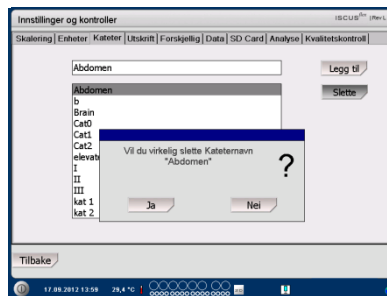 Innstillinger og kontroller
ISCUS
Skalering Enheter Kateter Utskrift Forskjellig Data SD Card Analyse Kvalitetskontroll
Abdomen
Legg til
Slette
Abdomen
b
Brain
Cat0
Cat1
Cat2
elevat
I
II
III
kat 1
kat 2
Vil du virkelig slette Kateternavn
"Abdomen"
?
Ja
Nei
Tilbake
17.09.2012 13:59 29,4 °C